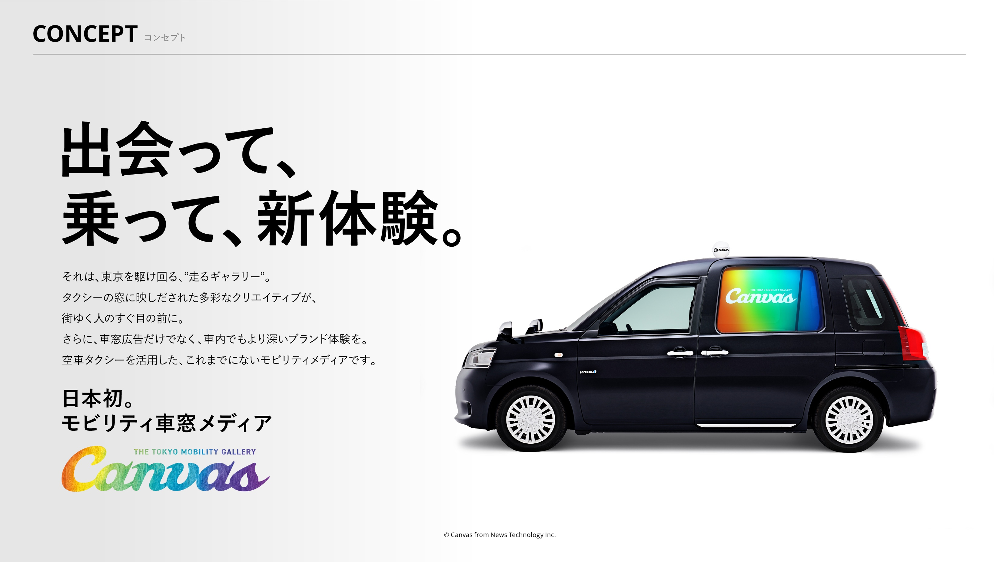 CONCEPT コンセプト
出会って、
乗って、新体験。
それは、東京を駆け回る、“走るギャラリー”。
タクシーの窓に映しだされた多彩なクリエイティブが、
街ゆく人のすぐ目の前に。
さらに、車窓広告だけでなく、車内でもより深いブランド体験を。
空車タクシーを活用した、これまでにないモビリティメディアです。
日本初。
モビリティ車窓メディア
THE TOKYO MOBILITY GALLERY
Canvas
Canvas
THE TOKYO MOBILITY GALLERY
Canvas
HYBRID
© Canvas from News Technology Inc.